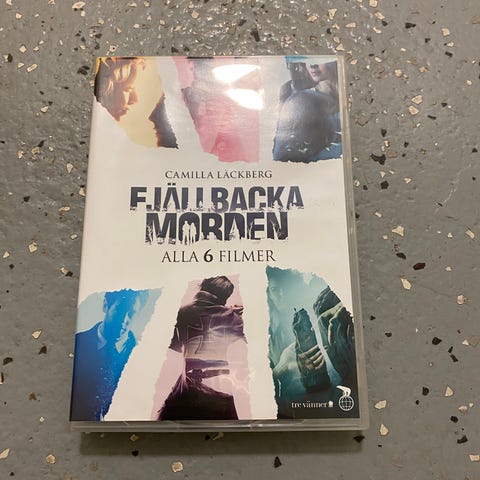 CAMILLA LÄCKBERG
FJÄLLBACKA
MORDEN
ALLA 6 FILMER
tre vänner